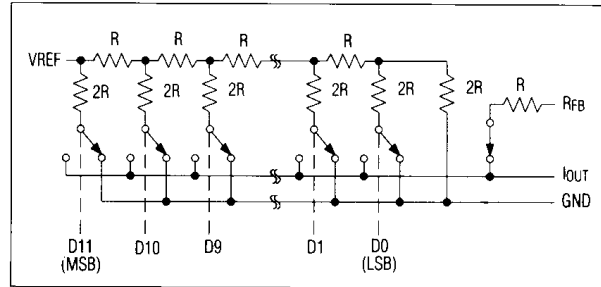 R R R R
VREF
2R 2R 2R 2R 2R 2R
R
RFB
IOUT
GND
D11 D10 D9 D1 D0
(MSB) (LSB)